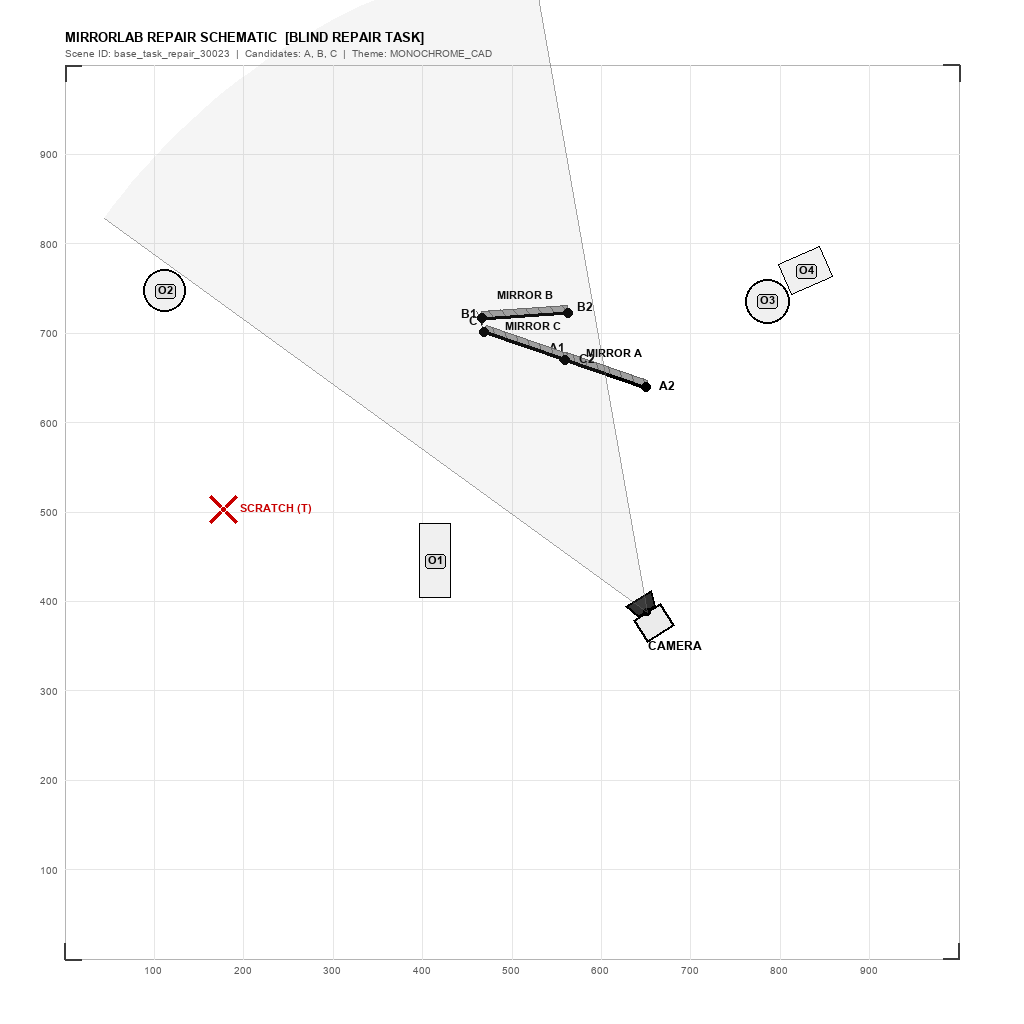 MIRRORLAB REPAIR SCHEMATIC [BLIND REPAIR TASK]
Scene ID: base_task_repair_30023 | Candidates: A, B, C | Theme: MONOCHROME_CAD
900
800
700
600
500
400
300
200
100
O2
O4
O3
MIRROR B
B1
B2
C
MIRROR C
A1
C2
MIRROR A
A2
SCRATCH (T)
O1
CAMERA
100
200
300
400
500
600
700
800
900